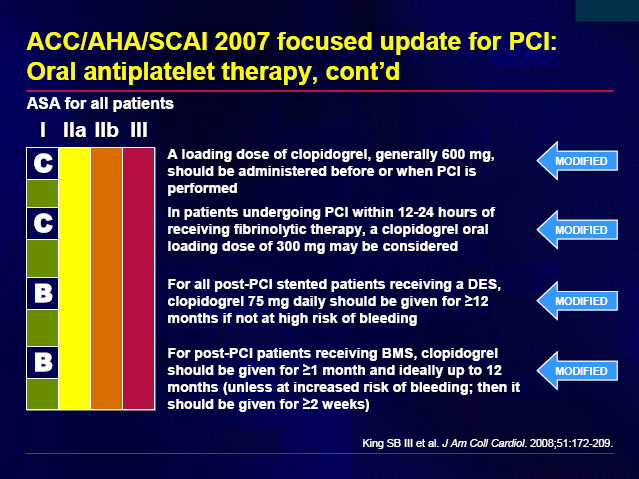 ACC/AHA/SCAI 2007 focused update for PCI:
Oral antiplatelet therapy, cont’d
ASA for all patients
I IIa IIb III
C
A loading dose of clopidogrel, generally 600 mg,
should be administered before or when PCI is
performed
MODIFIED
C
In patients undergoing PCI within 12-24 hours of
receiving fibrinolytic therapy, a clopidogrel oral
loading dose of 300 mg may be considered
MODIFIED
B
For all post-PCI stented patients receiving a DES,
clopidogrel 75 mg daily should be given for ≥12
months if not at high risk of bleeding
MODIFIED
B
For post-PCI patients receiving BMS, clopidogrel
should be given for ≥1 month and ideally up to 12
months (unless at increased risk of bleeding; then it
should be given for ≥2 weeks)
MODIFIED
King SB III et al. J Am Coll Cardiol. 2008;51:172-209.